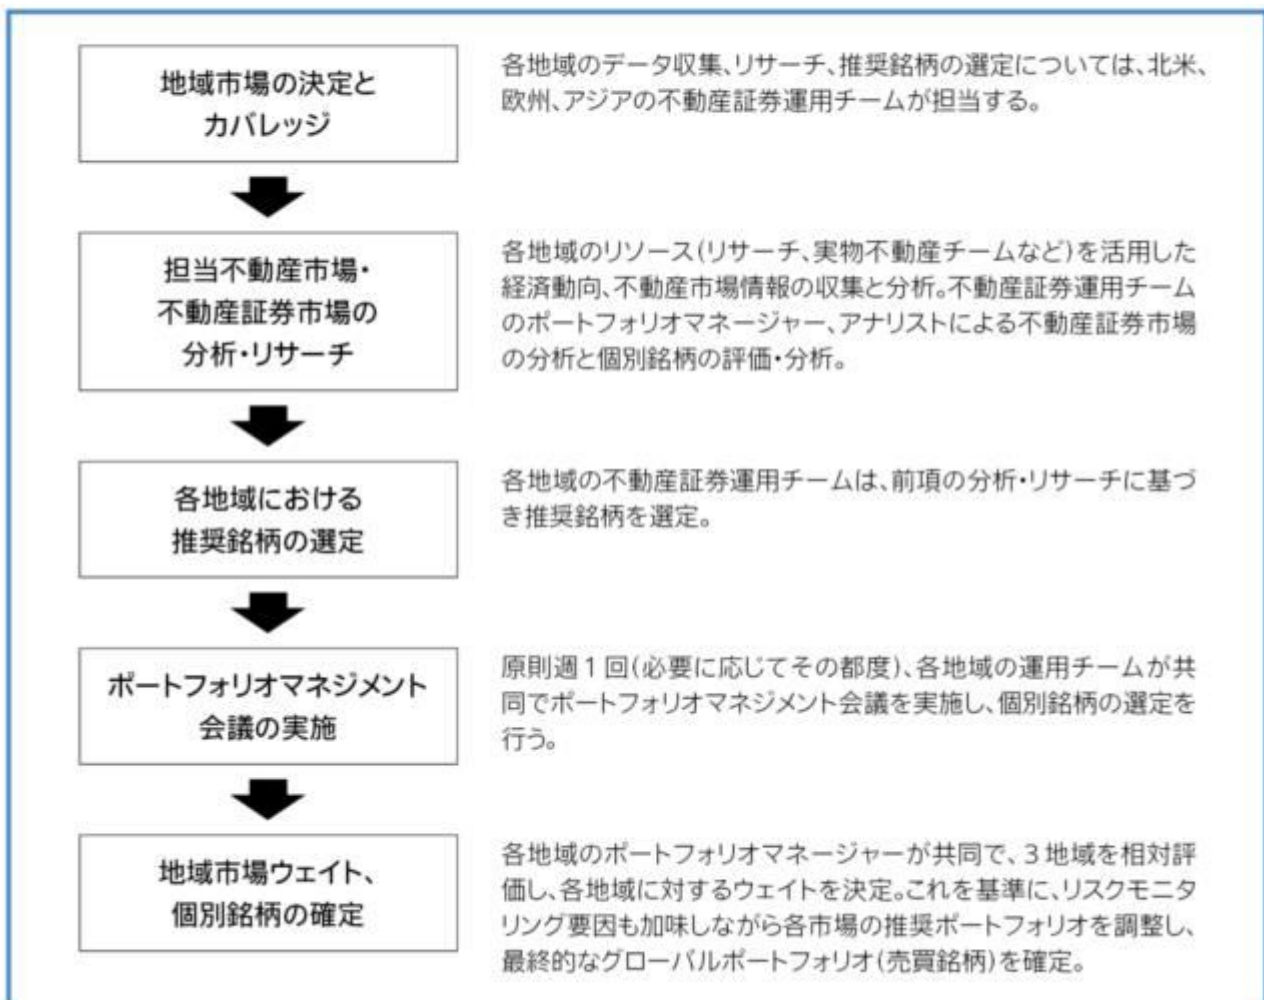 地域市場の決定と
カバレッジ
各地域のデータ収集、リサーチ、推奨銘柄の選定については、北米、
欧州、アジアの不動産証券運用チームが担当する。
担当不動産市場・
不動産証券市場の
分析・リサーチ
各地域のリソース(リサーチ、実物不動産チームなど)を活用した
経済動向、不動産市場情報の収集と分析。不動産証券運用チーム
のポートフォリオマネージャー、アナリストによる不動産証券市場
の分析と個別銘柄の評価・分析。
各地域における
推奨銘柄の選定
各地域の不動産証券運用チームは、前項の分析・リサーチに基づ
き推奨銘柄を選定。
ポートフォリオマネジメント
会議の実施
原則週1回(必要に応じてその都度)、各地域の運用チームが共
同でポートフォリオマネジメント会議を実施し、個別銘柄の選定を
行う。
地域市場ウェイト、
個別銘柄の確定
各地域のポートフォリオマネージャーが共同で、3地域を相対評
価し、各地域に対するウェイトを決定。これを基準に、リスクモニタ
リング要因も加味しながら各市場の推奨ポートフォリオを調整し、
最終的なグローバルポートフォリオ(売買銘柄)を確定。